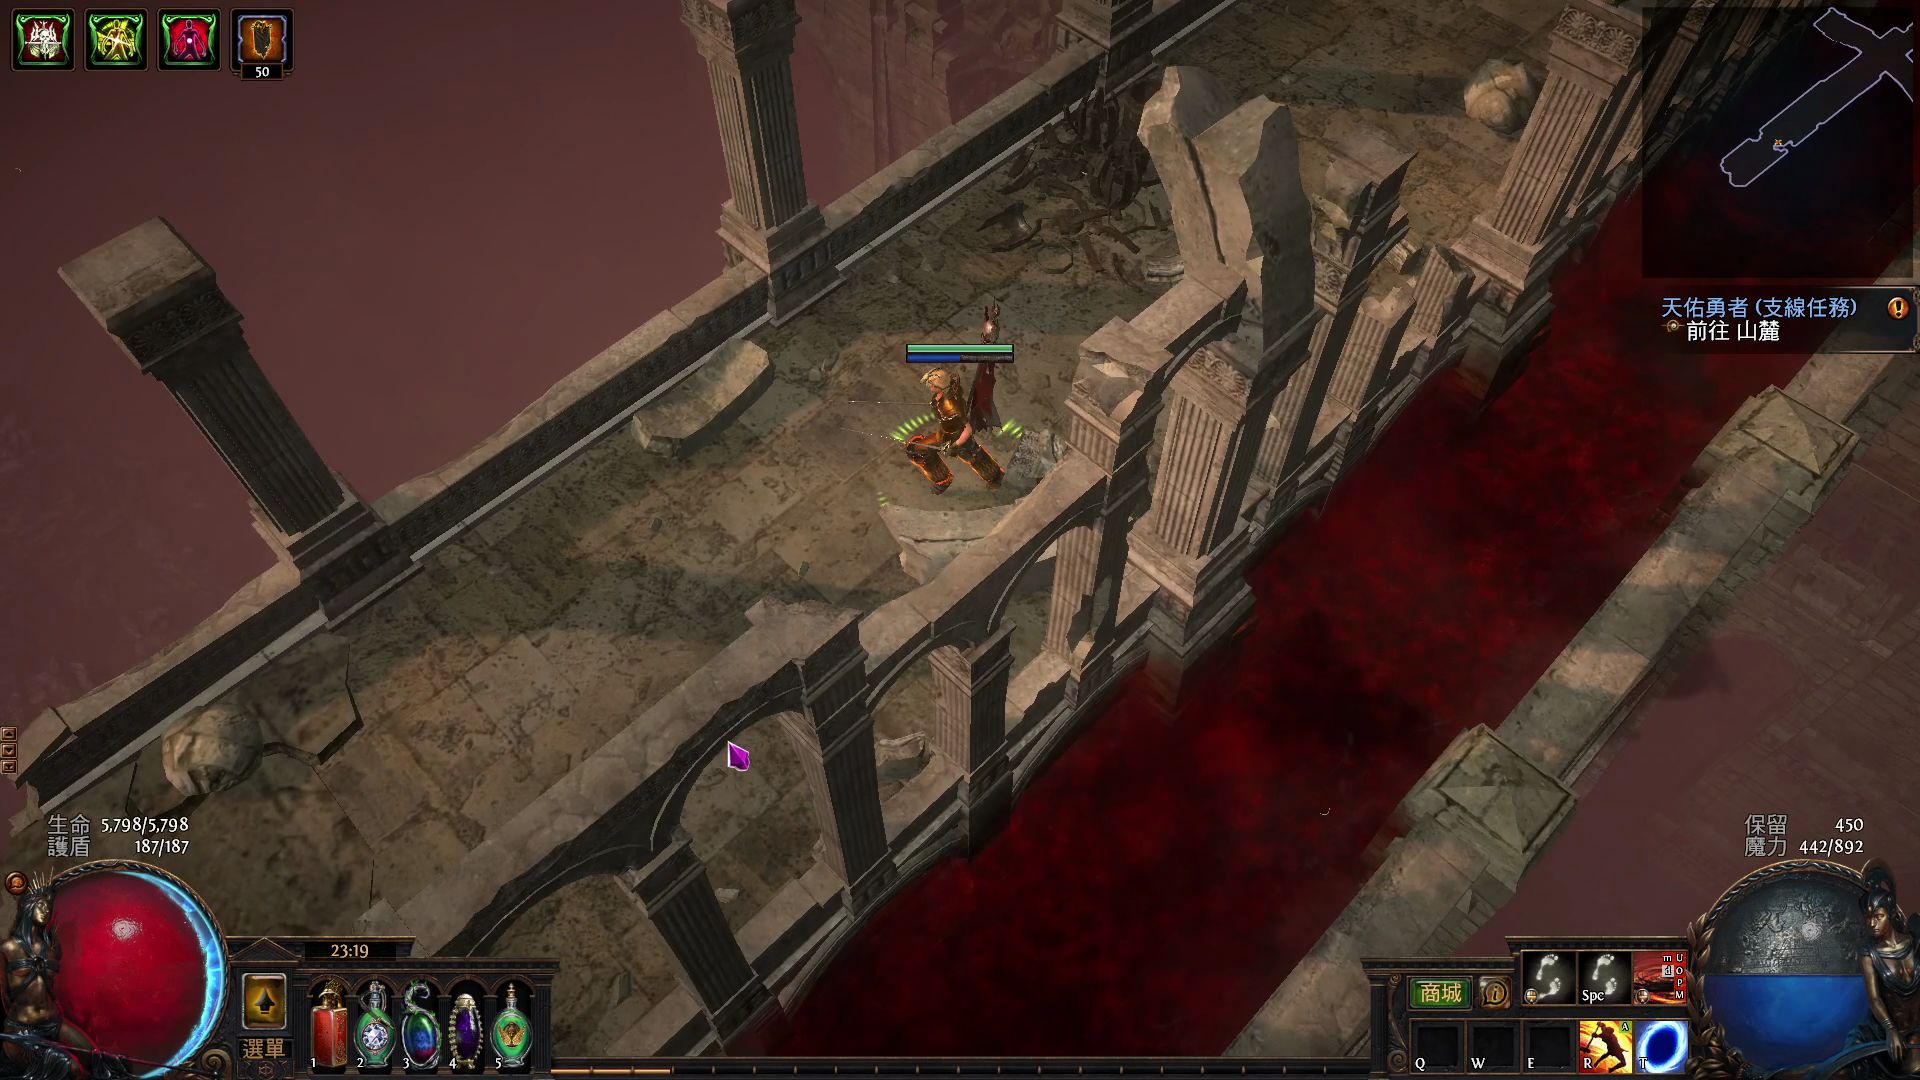 50
天佑勇者 (支線任務)
前往 山麓
生命 5,798/5,798
護盾 187/187
保留 450
魔力 442/892
23:19
選單
1
2
3
4
5
商城
Spc
m U
d O
P
M
Q
W
E
R
A
T